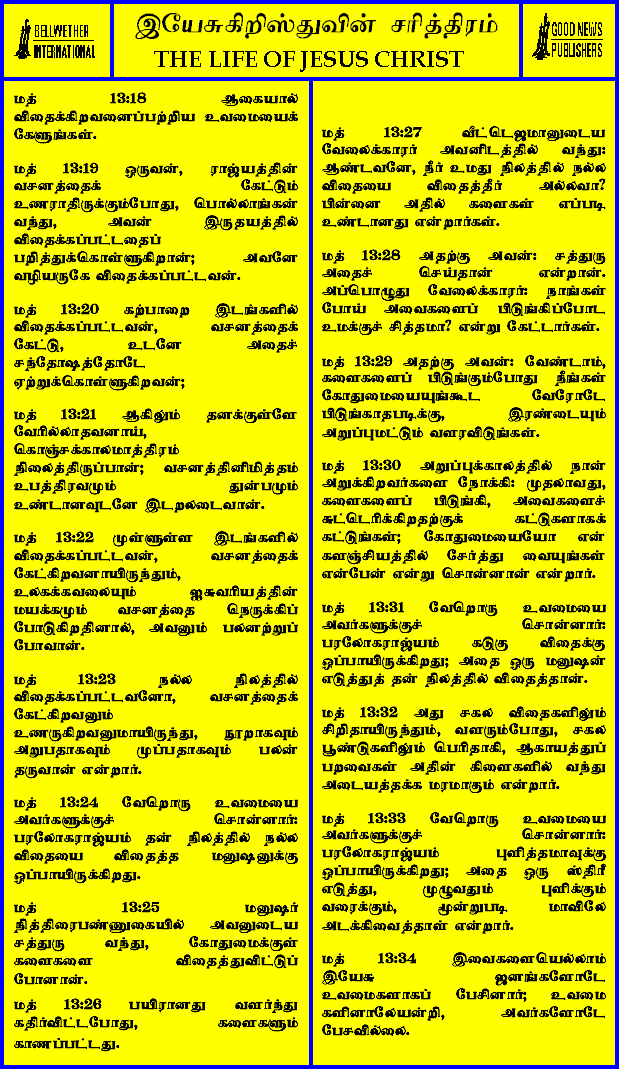 BELLWETHER
INTERNATIONAL
இயேசுகிறிஸ்துவின் சரித்திரம்
THE LIFE OF JESUS CHRIST
GOOD NEWS
PUBLISHERS
மத் 13:18 ஆகையால்
விதைக்கிறவனைப்பற்றிய உவமையைக்
கேளுங்கள்.
மத் 13:19 ஒருவன், ராஜ்யத்தின்
வசனத்தைக் கேட்டும்
உணராதிருக்கும்போது, பொல்லாங்கன்
வந்து, அவன் இருதயத்தில்
விதைக்கப்பட்டதைப்
பறித்துக்கொள்ளுகிறான்; அவனே
வழியருகே விதைக்கப்பட்டவன்.
மத் 13:20 கற்பாறை இடங்களில்
விதைக்கப்பட்டவன், வசனத்தைக்
கேட்டு, உடனே அதைச்
சந்தோஷத்தோடே
ஏற்றுக்கொள்ளுகிறவன்;
மத் 13:21 ஆகிலும் தனக்குள்ளே
வேரில்லாதவனாய்,
கொஞ்சக்காலமாத்திரம்
நிலைத்திருப்பான்; வசனத்தினிமித்தம்
உபத்திரவமும் துன்பமும்
உண்டானவுடனே இடறலடைவான்.
மத் 13:22 முள்ளுள்ள இடங்களில்
விதைக்கப்பட்டவன், வசனத்தைக்
கேட்கிறவனாயிருந்தும்,
உலகக்கவலையும் ஐசுவரியத்தின்
மயக்கமும் வசனத்தை நெருக்கிப்
போடுகிறதினால், அவனும் பலனற்றுப்
போவான்.
மத் 13:23 நல்ல நிலத்தில்
விதைக்கப்பட்டவனோ, வசனத்தைக்
கேட்கிறவனும்
உணருகிறவனுமாயிருந்து, நூறாகவும்
அறுபதாகவும் முப்பதாகவும் பலன்
தருவான் என்றார்.
மத் 13:24 வேறொரு உவமையை
அவர்களுக்குச் சொன்னார்:
பரலோகராஜ்யம் தன் நிலத்தில் நல்ல
விதையை விதைத்த மனுஷனுக்கு
ஒப்பாயிருக்கிறது.
மத் 13:25 மனுஷர்
நித்திரைபண்ணுகையில் அவனுடைய
சத்துரு வந்து, கோதுமைக்குள்
களைகளை விதைத்துவிட்டுப்
போனான்.
மத் 13:26 பயிரானது வளர்ந்து
கதிர்விட்டபோது, களைகளும்
காணப்பட்டது.
மத் 13:27 வீட்டெஜமானுடைய
வேலைக்காரர் அவனிடத்தில் வந்து:
ஆண்டவனே, நீர் உமது நிலத்தில் நல்ல
விதையை விதைத்தீர் அல்லவா?
பின்னை அதில் களைகள் எப்படி
உண்டானது என்றார்கள்.
மத் 13:28 அதற்கு அவன்: சத்துரு
அதைச் செய்தான் என்றான்.
அப்பொழுது வேலைக்காரர்: நாங்கள்
போய் அவைகளைப் பிடுங்கிப்போட
உமக்குச் சித்தமா? என்று கேட்டார்கள்.
மத் 13:29 அதற்கு அவன்: வேண்டாம்,
களைகளைப் பிடுங்கும்போது நீங்கள்
கோதுமையையுங்கூட வேரோடே
பிடுங்காதபடிக்கு, இரண்டையும்
அறுப்புமட்டும் வளரவிடுங்கள்.
மத் 13:30 அறுப்புக்காலத்தில் நான்
அறுக்கிறவர்களை நோக்கி: முதலாவது,
களைகளைப் பிடுங்கி, அவைகளைச்
சுட்டெரிக்கிறதற்குக் கட்டுகளாகக்
கட்டுங்கள்; கோதுமையையோ என்
களஞ்சியத்தில் சேர்த்து வையுங்கள்
என்பேன் என்று சொன்னான் என்றார்.
மத் 13:31 வேறொரு உவமையை
அவர்களுக்குச் சொன்னார்:
பரலோகராஜ்யம் கடுகு விதைக்கு
ஒப்பாயிருக்கிறது; அதை ஒரு மனுஷன்
எடுத்துத் தன் நிலத்தில் விதைத்தான்.
மத் 13:32 அது சகல விதைகளிலும்
சிறிதாயிருந்தும், வளரும்போது, சகல
பூண்டுகளிலும் பெரிதாகி, ஆகாயத்துப்
பறவைகள் அதின் கிளைகளில் வந்து
அடையத்தக்க மரமாகும் என்றார்.
மத் 13:33 வேறொரு உவமையை
அவர்களுக்குச் சொன்னார்:
பரலோகராஜ்யம் புளித்தமாவுக்கு
ஒப்பாயிருக்கிறது; அதை ஒரு ஸ்திரீ
எடுத்து, முழுவதும் புளிக்கும்
வரைக்கும், மூன்றுபடி மாவிலே
அடக்கிவைத்தாள் என்றார்.
மத் 13:34 இவைகளையெல்லாம்
இயேசு ஜனங்களோடே
உவமைகளாகப் பேசினார்; உவமை
களினாலேயன்றி, அவர்களோடே
பேசவில்லை.